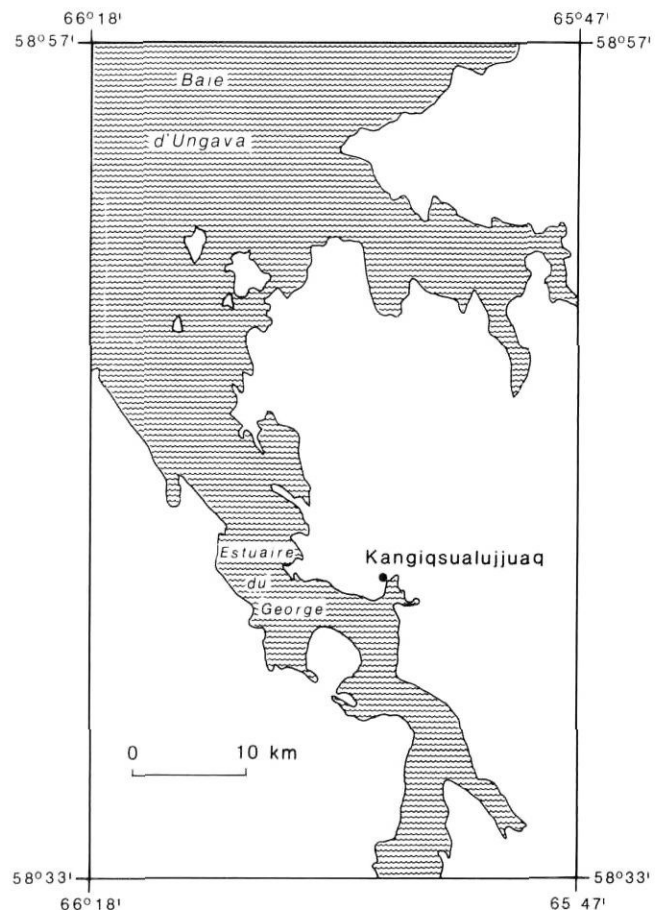 66°18'
65°47'
58°57'
58°57'
Baie
d'Ungava
Kangiqsualujjuaq
Estuaire
du
George
0 10 km
58°33'
58°33'
66°18'
65°47'